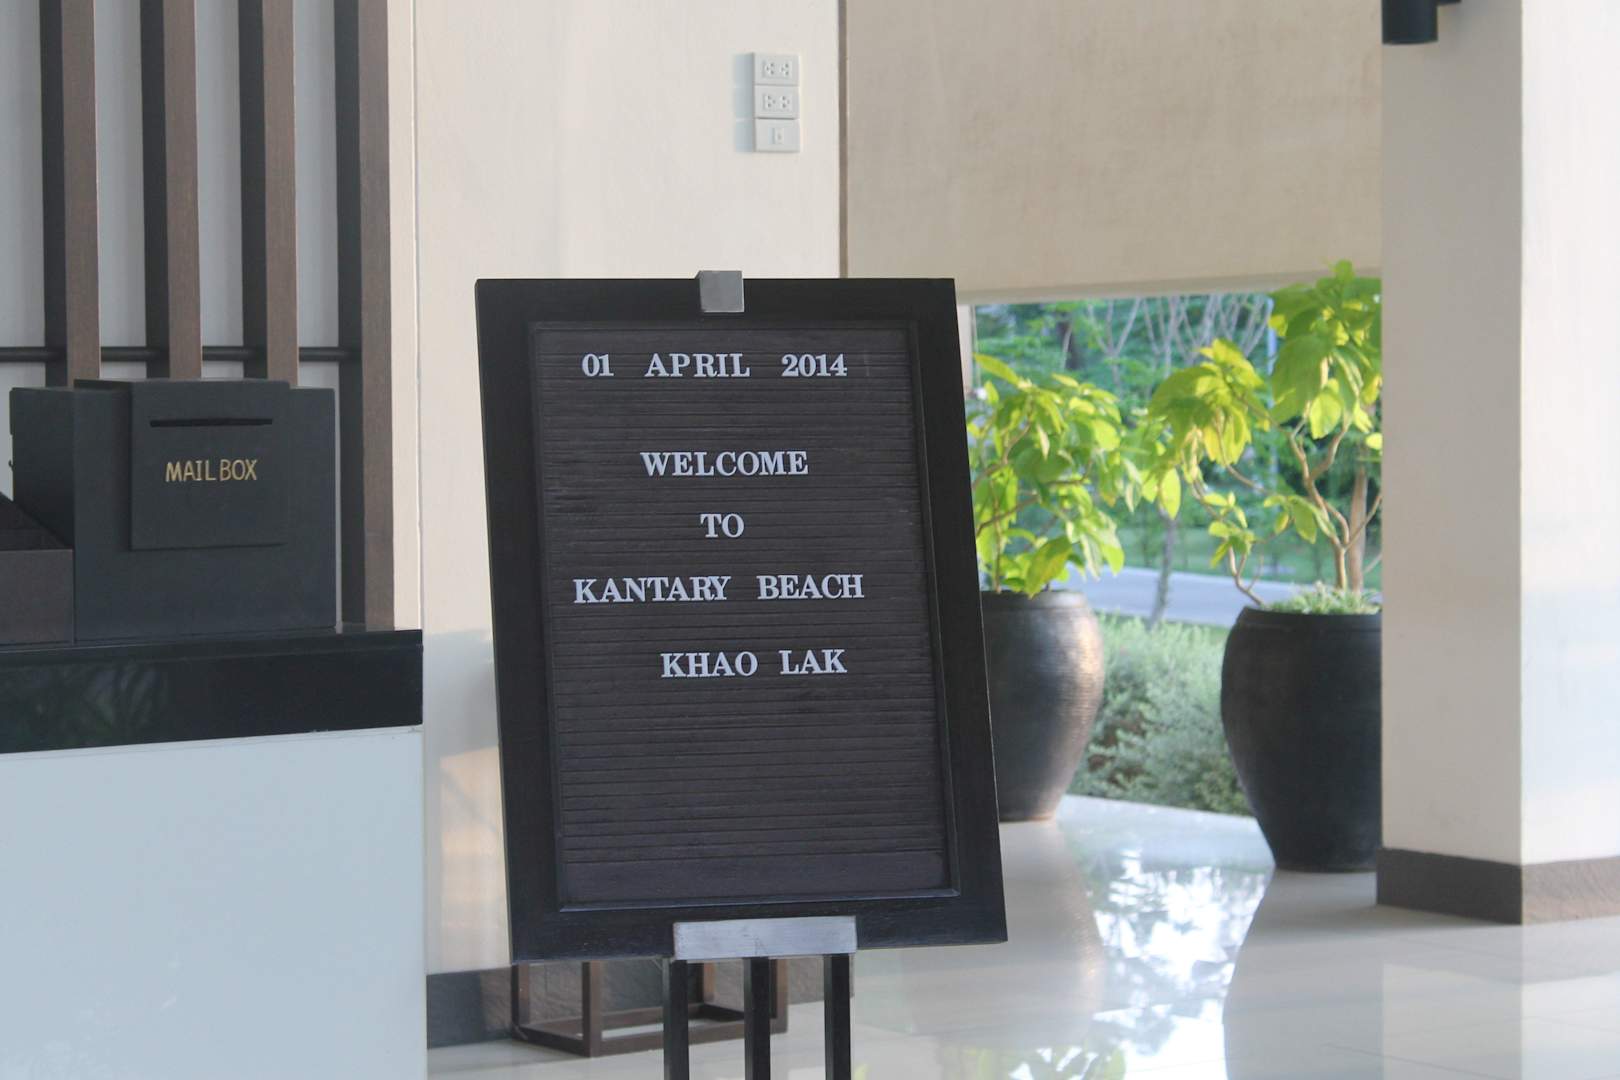 01 APRIL 2014
WELCOME
TO
KANTARY BEACH
KHAO LAK
MAIL BOX